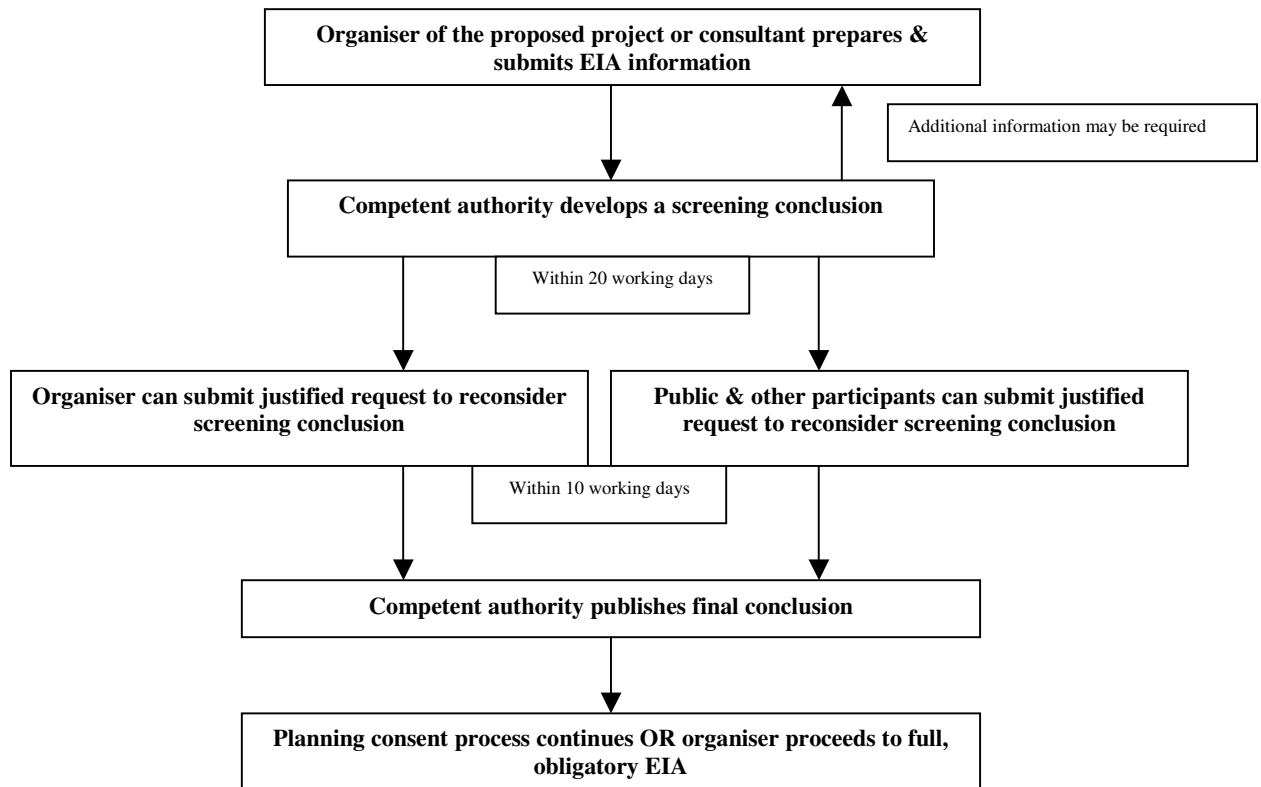 Organiser of the proposed project or consultant prepares &
submits EIA information
Additional information may be required
Competent authority develops a screening conclusion
Within 20 working days
Organiser can submit justified request to reconsider
screening conclusion
Public & other participants can submit justified
request to reconsider screening conclusion
Within 10 working days
Competent authority publishes final conclusion
Planning consent process continues OR organiser proceeds to full,
obligatory EIA